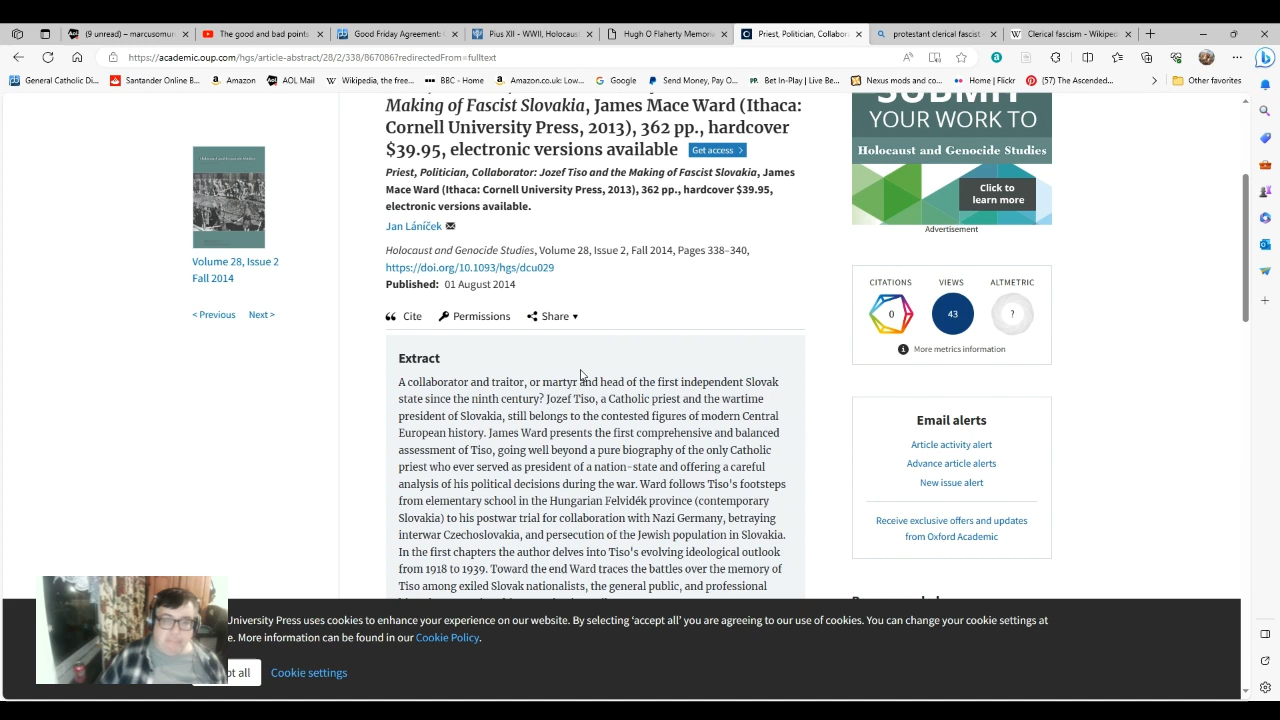 (9 unread) - marcusomur
The good and bad points
Good Friday Agreement:
Pius XII - WWII, Holocaust
Hugh O Flaherty Memoria
Priest, Politician, Collabor
protestant clerical fascist
Clerical fascism - Wikipe
https://academic.oup.com/hgs/article-abstract/28/2/338/867086?redirectedFrom=fulltext
General Catholic Di...
Santander Online B...
Amazon
AOL Mail
Wikipedia, the free...
BBC - Home
Amazon.co.uk: Low...
Google
Send Money, Pay O...
Bet In-Play | Live Be...
Nexus mods and co...
Home | Flickr
(57) The Ascended...
Other favorites
Making of Fascist Slovakia, James Mace Ward (Ithaca:
Cornell University Press, 2013), 362 pp., hardcover
$39.95, electronic versions available Get access
Priest, Politician, Collaborator: Jozef Tiso and the Making of Fascist Slovakia, James
Mace Ward (Ithaca: Cornell University Press, 2013), 362 pp., hardcover $39.95,
electronic versions available.
Jan Láníček
Holocaust and Genocide Studies, Volume 28, Issue 2, Fall 2014, Pages 338–340,
https://doi.org/10.1093/hgs/dcu029
Published: 01 August 2014
Volume 28, Issue 2
Fall 2014
< Previous Next >
Cite Permissions Share
Extract
A collaborator and traitor, or martyr and head of the first independent Slovak
state since the ninth century? Jozef Tiso, a Catholic priest and the wartime
president of Slovakia, still belongs to the contested figures of modern Central
European history. James Ward presents the first comprehensive and balanced
assessment of Tiso, going well beyond a pure biography of the only Catholic
priest who ever served as president of a nation-state and offering a careful
analysis of his political decisions during the war. Ward follows Tiso's footsteps
from elementary school in the Hungarian Felvidék province (contemporary
Slovakia) to his postwar trial for collaboration with Nazi Germany, betraying
interwar Czechoslovakia, and persecution of the Jewish population in Slovakia.
In the first chapters the author delves into Tiso's evolving ideological outlook
from 1918 to 1939. Toward the end Ward traces the battles over the memory of
Tiso among exiled Slovak nationalists, the general public, and professional
SUBMIT
YOUR WORK TO
Holocaust and Genocide Studies
Click to
learn more
Advertisement
CITATIONS VIEWS ALTMETRIC
0 43 ?
More metrics information
Email alerts
Article activity alert
Advance article alerts
New issue alert
Receive exclusive offers and updates
from Oxford Academic
University Press uses cookies to enhance your experience on our website. By selecting 'accept all' you are agreeing to our use of cookies. You can change your cookie settings at
e. More information can be found in our Cookie Policy.
pt all Cookie settings